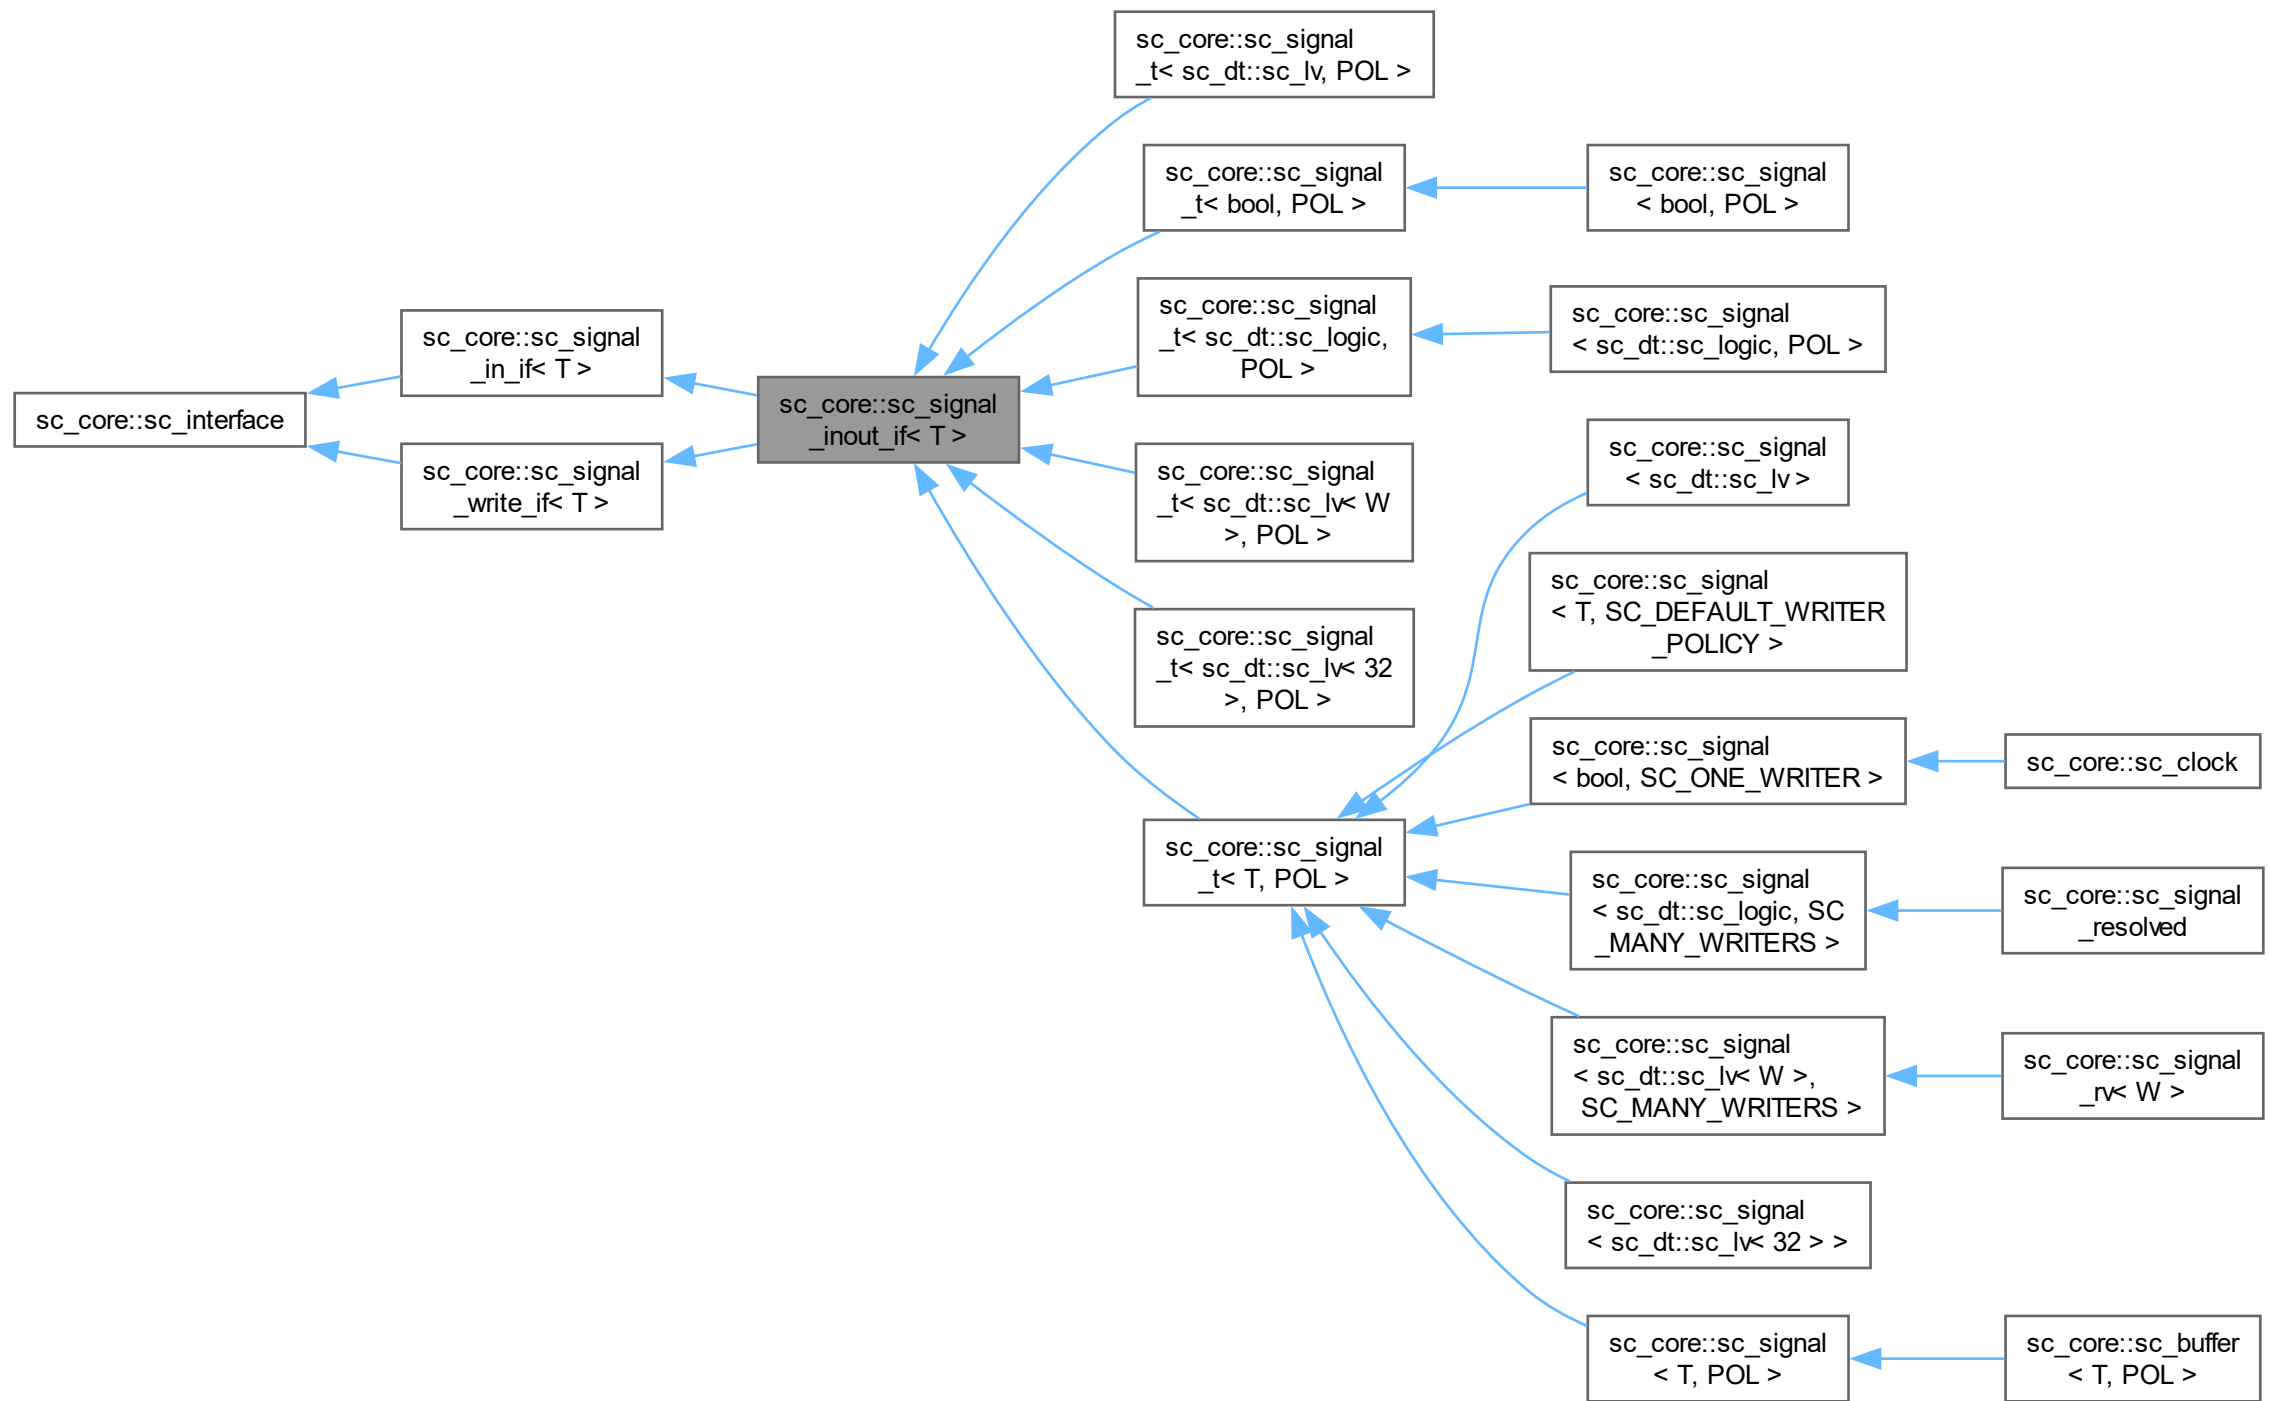 sc_core::sc_interface
sc_core::sc_signal
_in_if< T >
sc_core::sc_signal
_write_if< T >
sc_core::sc_signal
_inout_if< T >
sc_core::sc_signal
_t< sc_dt::sc_lv, POL >
sc_core::sc_signal
_t< bool, POL >
sc_core::sc_signal
_t< sc_dt::sc_logic,
POL >
sc_core::sc_signal
_t< sc_dt::sc_lv< W
>, POL >
sc_core::sc_signal
_t< sc_dt::sc_lv< 32
>, POL >
sc_core::sc_signal
_t< T, POL >
sc_core::sc_signal
< bool, POL >
sc_core::sc_signal
< sc_dt::sc_logic, POL >
sc_core::sc_signal
< sc_dt::sc_lv >
sc_core::sc_signal
< T, SC_DEFAULT_WRITER
_POLICY >
sc_core::sc_signal
< bool, SC_ONE_WRITER >
sc_core::sc_signal
< sc_dt::sc_logic, SC
_MANY_WRITERS >
sc_core::sc_signal
< sc_dt::sc_lv< W >,
SC_MANY_WRITERS >
sc_core::sc_signal
< sc_dt::sc_lv< 32 > >
sc_core::sc_signal
< T, POL >
sc_core::sc_clock
sc_core::sc_signal
_resolved
sc_core::sc_signal
_rv< W >
sc_core::sc_buffer
< T, POL >